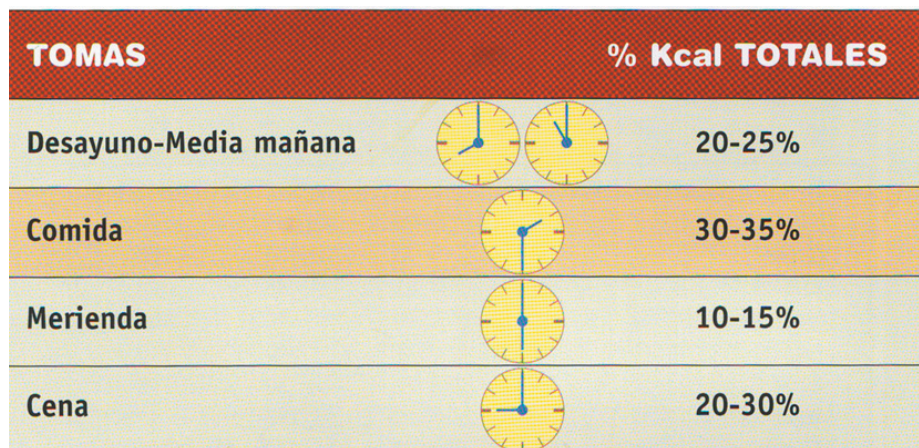 TOMAS % Kcal TOTALES
Desayuno-Media mañana 20-25%
Comida 30-35%
Merienda 10-15%
Cena 20-30%